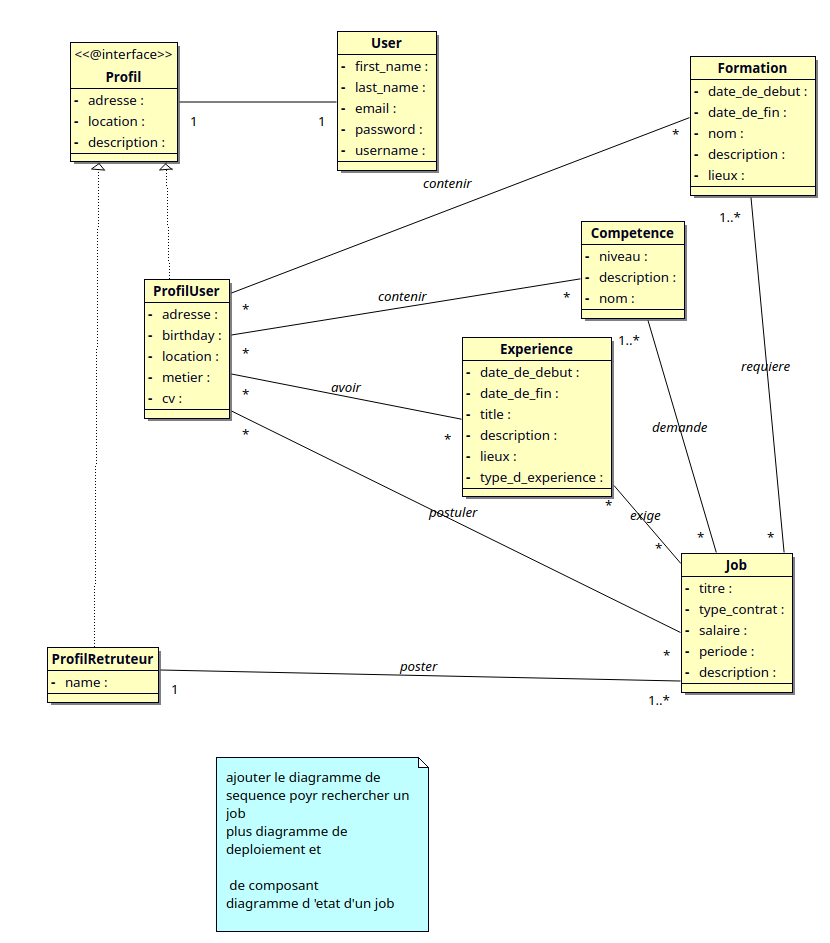 <<@interface>>
Profil
- adresse :
- location :
- description :
1
1
User
- first_name :
- last_name :
- email :
- password :
- username :
Formation
- date_de_debut :
- date_de_fin :
- nom :
- description :
- lieux :
*
1..*
contenir
Competence
- niveau :
- description :
- nom :
*
1..*
contenir
ProfilUser
- adresse :
- birthday :
- location :
- metier :
- cv :
*
*
*
*
avoir
*
Experience
- date_de_debut :
- date_de_fin :
- title :
- description :
- lieux :
- type_d_experience :
requiere
demande
postuler
*
exige
*
*
*
Job
- titre :
- type_contrat :
- salaire :
- periode :
- description :
*
1..*
ProfilRetruteur
- name :
1
poster
ajouter le diagramme de
sequence poyr rechercher un
job
plus diagramme de
deploiement et
de composant
diagramme d 'etat d'un job